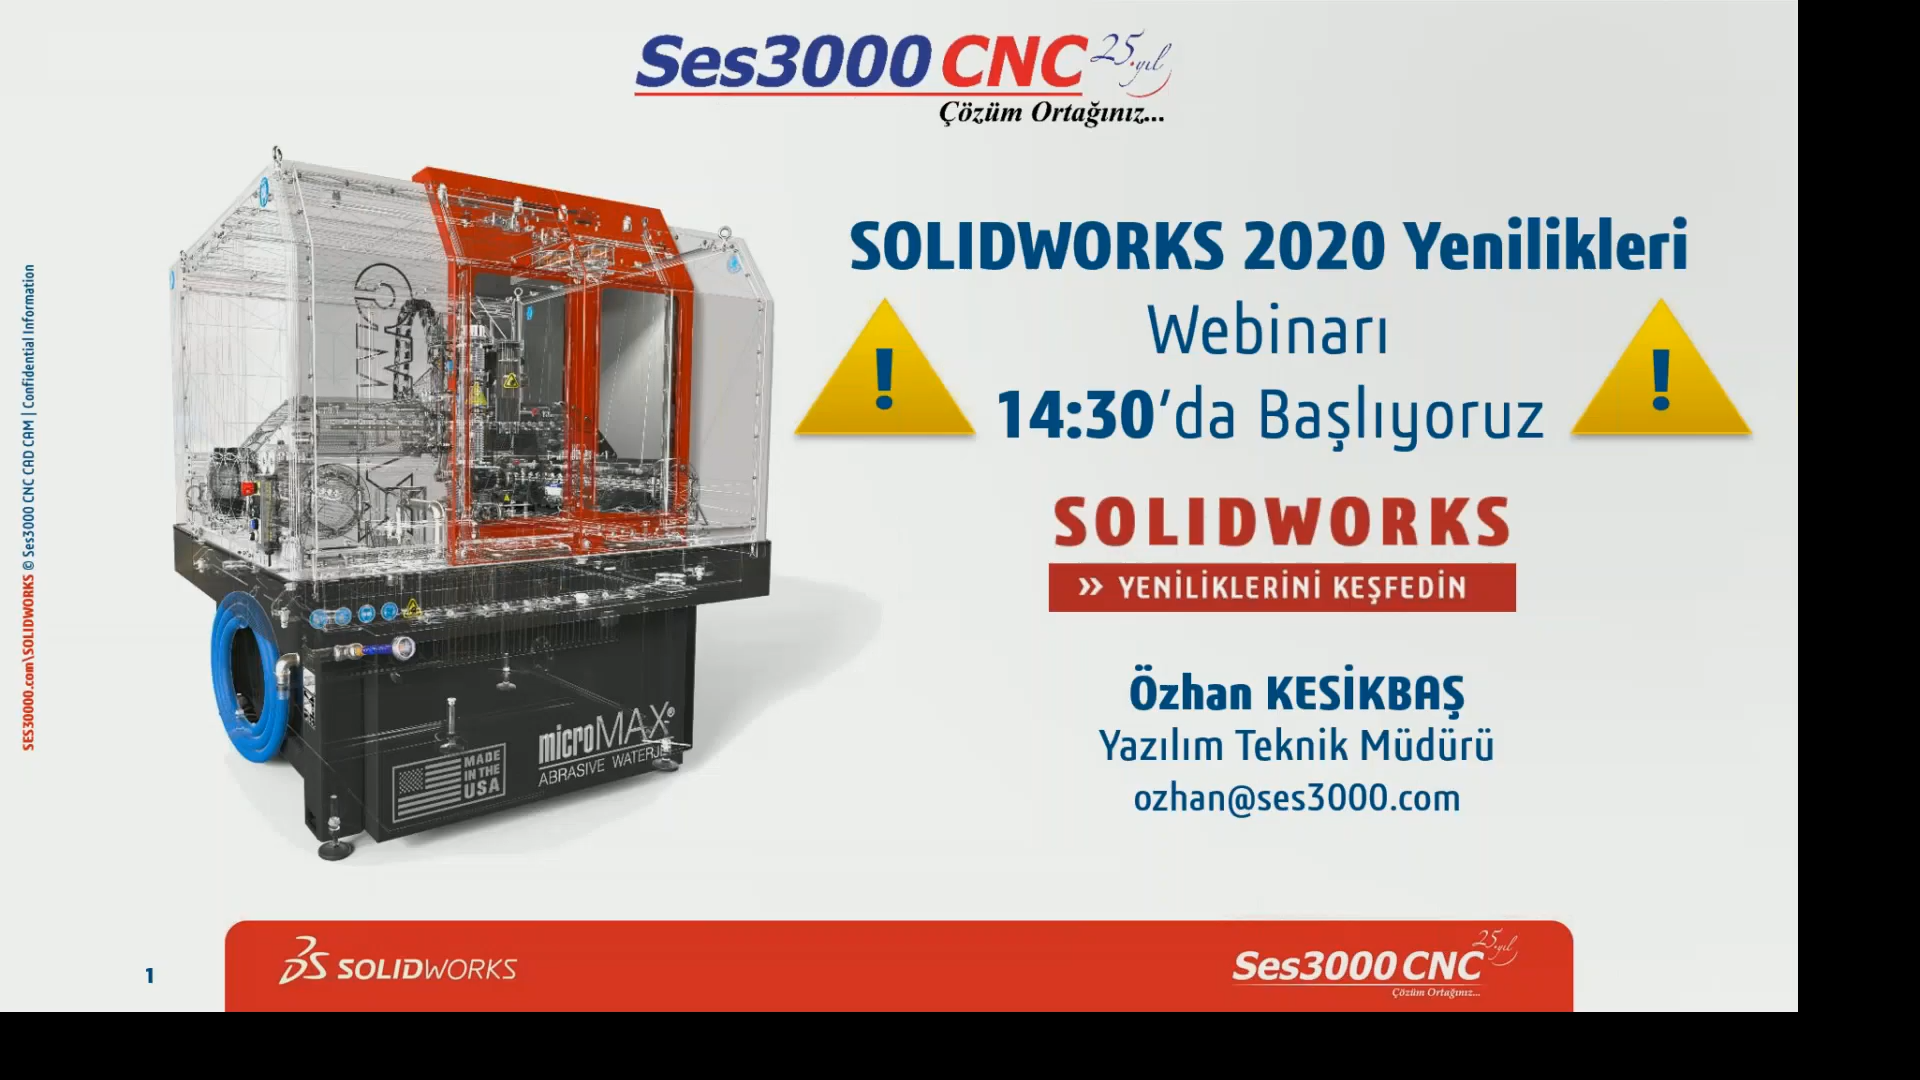 Ses3000 CNC 25.yıl
Çözüm Ortağınız...
SOLIDWORKS 2020 Yenilikleri
Webinarı
! 14:30’da Başlıyoruz !
SOLIDWORKS
YENİLİKLERİNİ KEŞFEDİN
Özhan KESİKBAŞ
Yazılım Teknik Müdürü
ozhan@ses3000.com
microMAX®
ABRASIVE WATERJE
MADE
IN THE
USA
SES3000.com\SOLIDWORKS © Ses3000 CNC CAD CAM | Confidential Information
1
SOLIDWORKS
Ses3000 CNC 25.yıl
Çözüm Ortağınız...